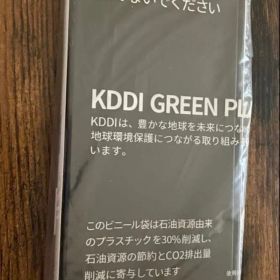 ないでください
KDDI GREEN PL
KDDIは、豊かな地球を未来につな
地球環境保護につながる取り組み
います。
このビニール袋は石油資源由来
のプラスチックを30%削減し、
石油資源の節約とCO2排出量
削減に寄与しています
使用